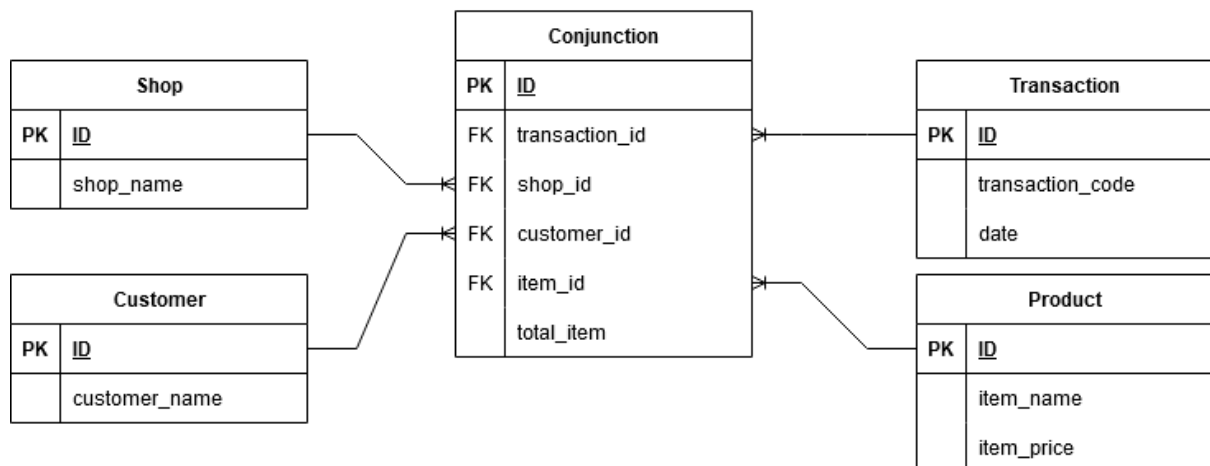 Shop
PK ID
shop_name
Customer
PK ID
customer_name
Conjunction
PK ID
FK transaction_id
FK shop_id
FK customer_id
FK item_id
total_item
Transaction
PK ID
transaction_code
date
Product
PK ID
item_name
item_price